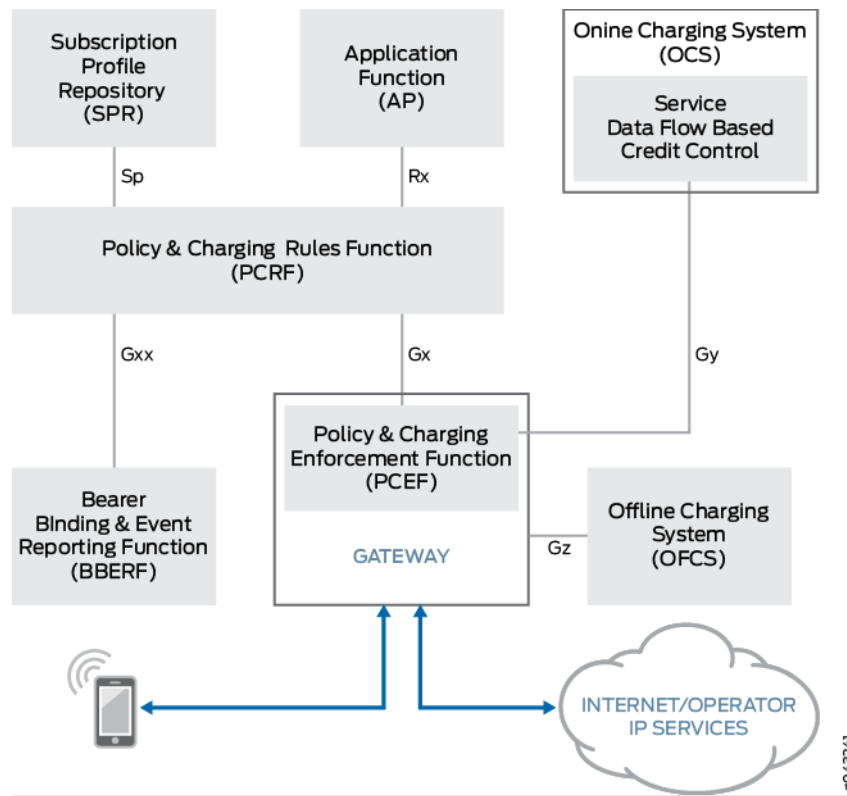 Subscription
Profile
Repository
(SPR)
Application
Function
(AP)
Onine Charging System
(OCS)
Service
Data Flow Based
Credit Control
Sp
Rx
Policy & Charging Rules Function
(PCRF)
Gxx
Gx
Gy
Policy & Charging
Enforcement Function
(PCEF)
GATEWAY
Gz
Bearer
BInding & Event
Reporting Function
(BBERF)
Offline Charging
System
(OFCS)
INTERNET/OPERATOR
IP SERVICES